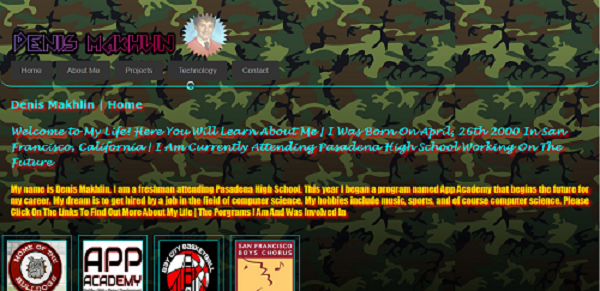 Denis Makhlin
Home About Me Projects Technology Contact
Denis Makhlin | Home
Welcome to My Life! Here You Will Learn About Me | I Was Born On April, 26th 2000 In San
Francisco, California | I Am Currently Attending Pasadena High School Working On The
Future
My name is Denis Makhlin. I am a freshman attending Pasadena High School. This year I began a program named AppAcademy that begins the future for
my career. My dream is to get hired by a job in the field of computer science. My hobbies include music, sports, and of course computer science. Please
Click On The Links To Find Out More About My Life | The Porgrams I Am And Was Involved In
HOME OF THE
BULLDOGS
APP
ACADEMY
BAY CITY BASKETBALL
SAN FRANCISCO
BOYS CHORUS